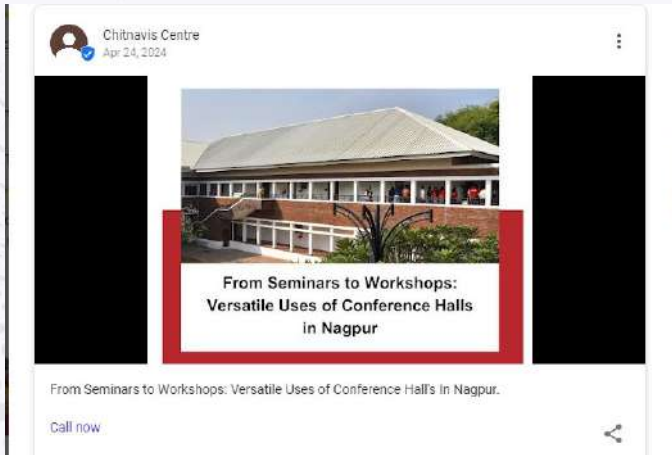 Chitnavis Centre
Apr 24, 2024
From Seminars to Workshops:
Versatile Uses of Conference Halls
in Nagpur
From Seminars to Workshops: Versatile Uses of Conference Hall's In Nagpur.
Call now